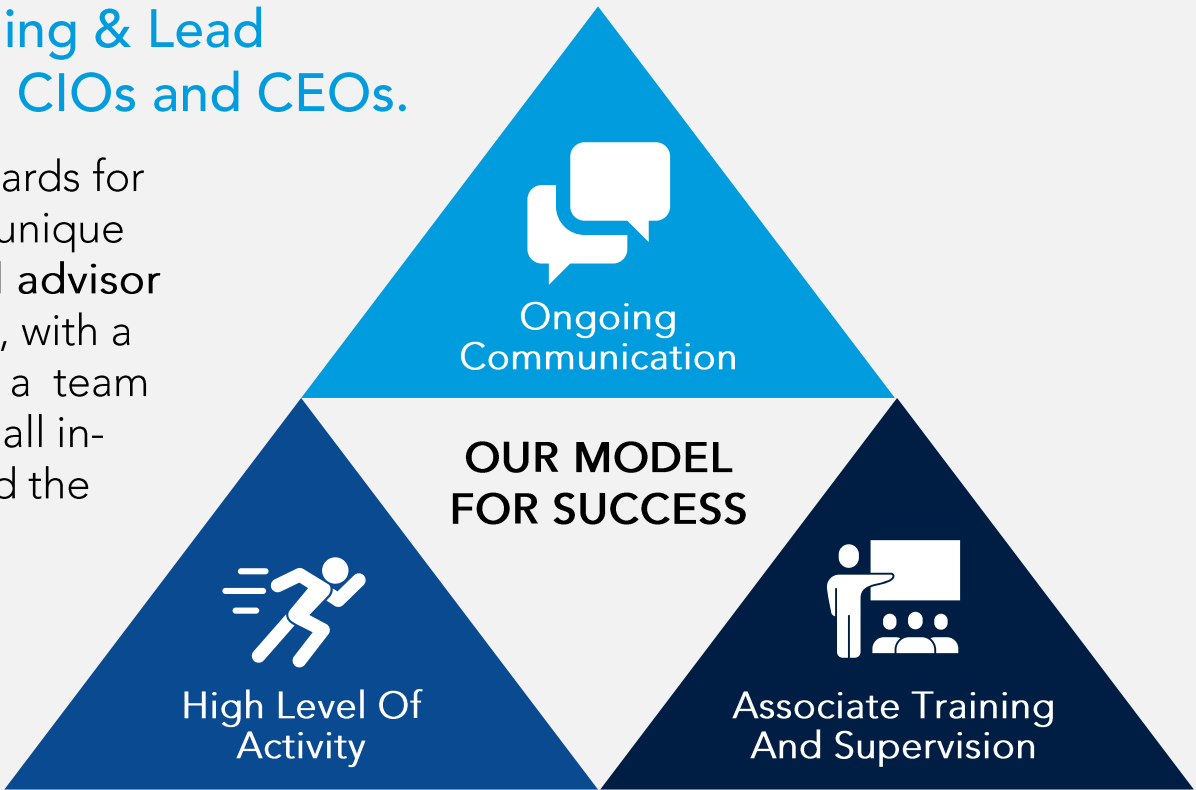 ing & Lead
CIOs and CEOs.
ards for
unique
advisor
, with a
a team
all in-
d the
Ongoing
Communication
OUR MODEL
FOR SUCCESS
High Level Of
Activity
Associate Training
And Supervision